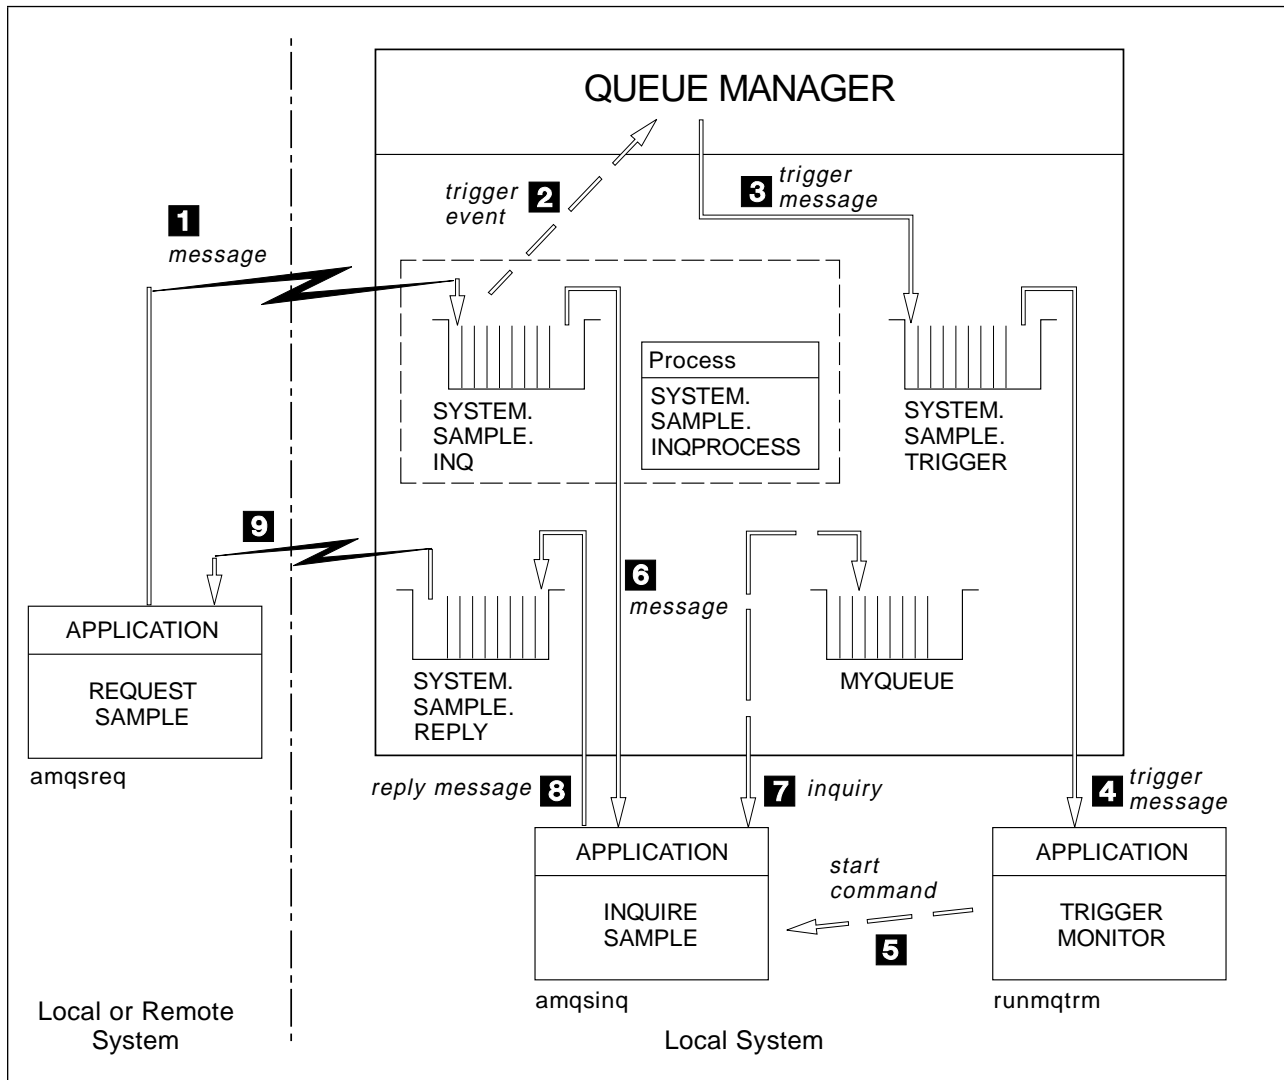 QUEUE MANAGER
1
message
trigger
event
2
3
trigger
message
SYSTEM.
SAMPLE.
INQ
Process
SYSTEM.
SAMPLE.
INQPROCESS
SYSTEM.
SAMPLE.
TRIGGER
9
6
message
APPLICATION
REQUEST
SAMPLE
amqsreq
SYSTEM.
SAMPLE.
REPLY
MYQUEUE
reply message
8
7
inquiry
4
trigger
message
APPLICATION
INQUIRE
SAMPLE
amqsinq
start
command
5
APPLICATION
TRIGGER
MONITOR
runmqtrm
Local or Remote
System
Local System